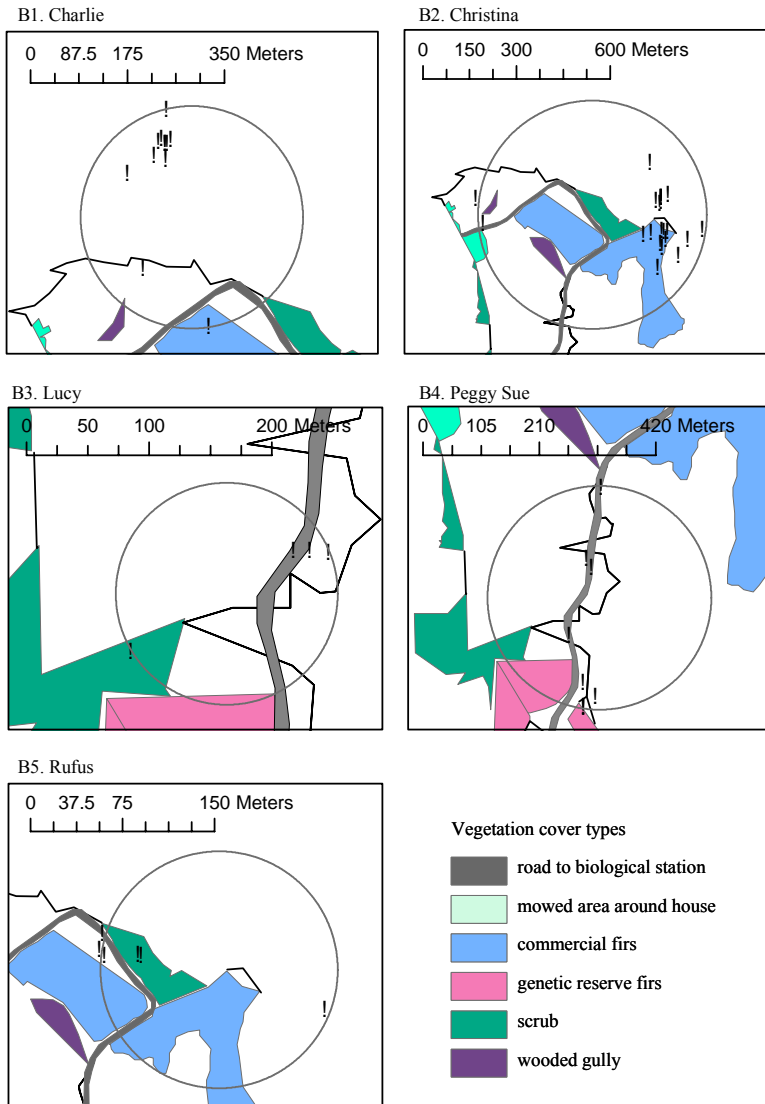 B1. Charlie
0 87.5 175 350 Meters
B2. Christina
0 150 300 600 Meters
B3. Lucy
0 50 100 200 Meters
B4. Peggy Sue
0 105 210 420 Meters
B5. Rufus
0 37.5 75 150 Meters
Vegetation cover types
road to biological station
mowed area around house
commercial firs
genetic reserve firs
scrub
wooded gully